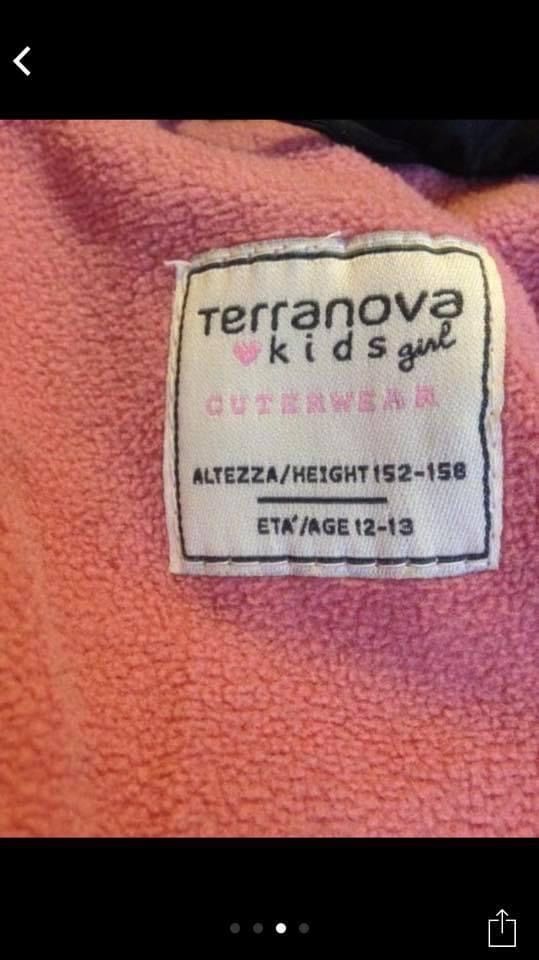 Terranova
kids girl
OUTERWEAR
ALTEZZA/HEIGHT 152-158
ETA'/AGE 12-13